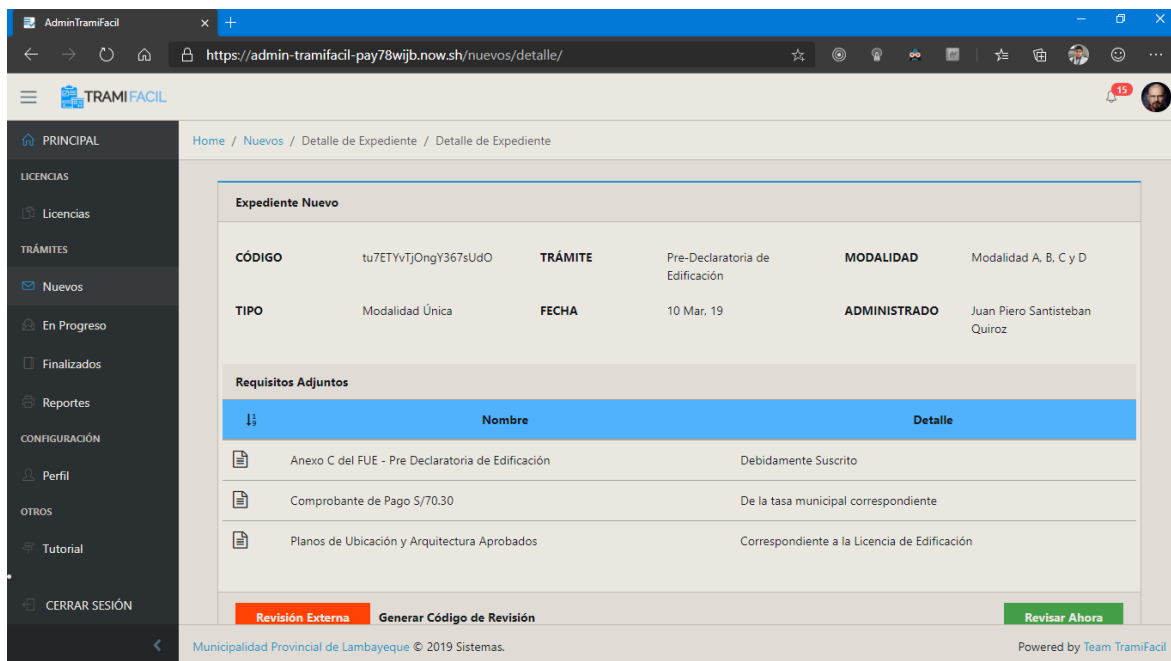 AdminTramiFacil
https://admin-tramifacil-pay78wijb.now.sh/nuevos/detalle/
TRAMIFACIL
15
PRINCIPAL
LICENCIAS
Licencias
TRÁMITES
Nuevos
En Progreso
Finalizados
Reportes
CONFIGURACIÓN
Perfil
OTROS
Tutorial
CERRAR SESIÓN
Home / Nuevos / Detalle de Expediente / Detalle de Expediente
Expediente Nuevo
CÓDIGO tu7ETYvTjOngY367sUdO TRÁMITE Pre-Declaratoria de MODALIDAD Modalidad A, B, C y D
Edificación
TIPO Modalidad Única FECHA 10 Mar, 19 ADMINISTRADO Juan Piero Santisteban
Quiroz
Requisitos Adjuntos
Nombre Detalle
Anexo C del FUE - Pre Declaratoria de Edificación Debidamente Suscrito
Comprobante de Pago S/70.30 De la tasa municipal correspondiente
Planos de Ubicación y Arquitectura Aprobados Correspondiente a la Licencia de Edificación
Revisión Externa Generar Código de Revisión Revisar Ahora
Municipalidad Provincial de Lambayeque © 2019 Sistemas. Powered by Team TramiFacil